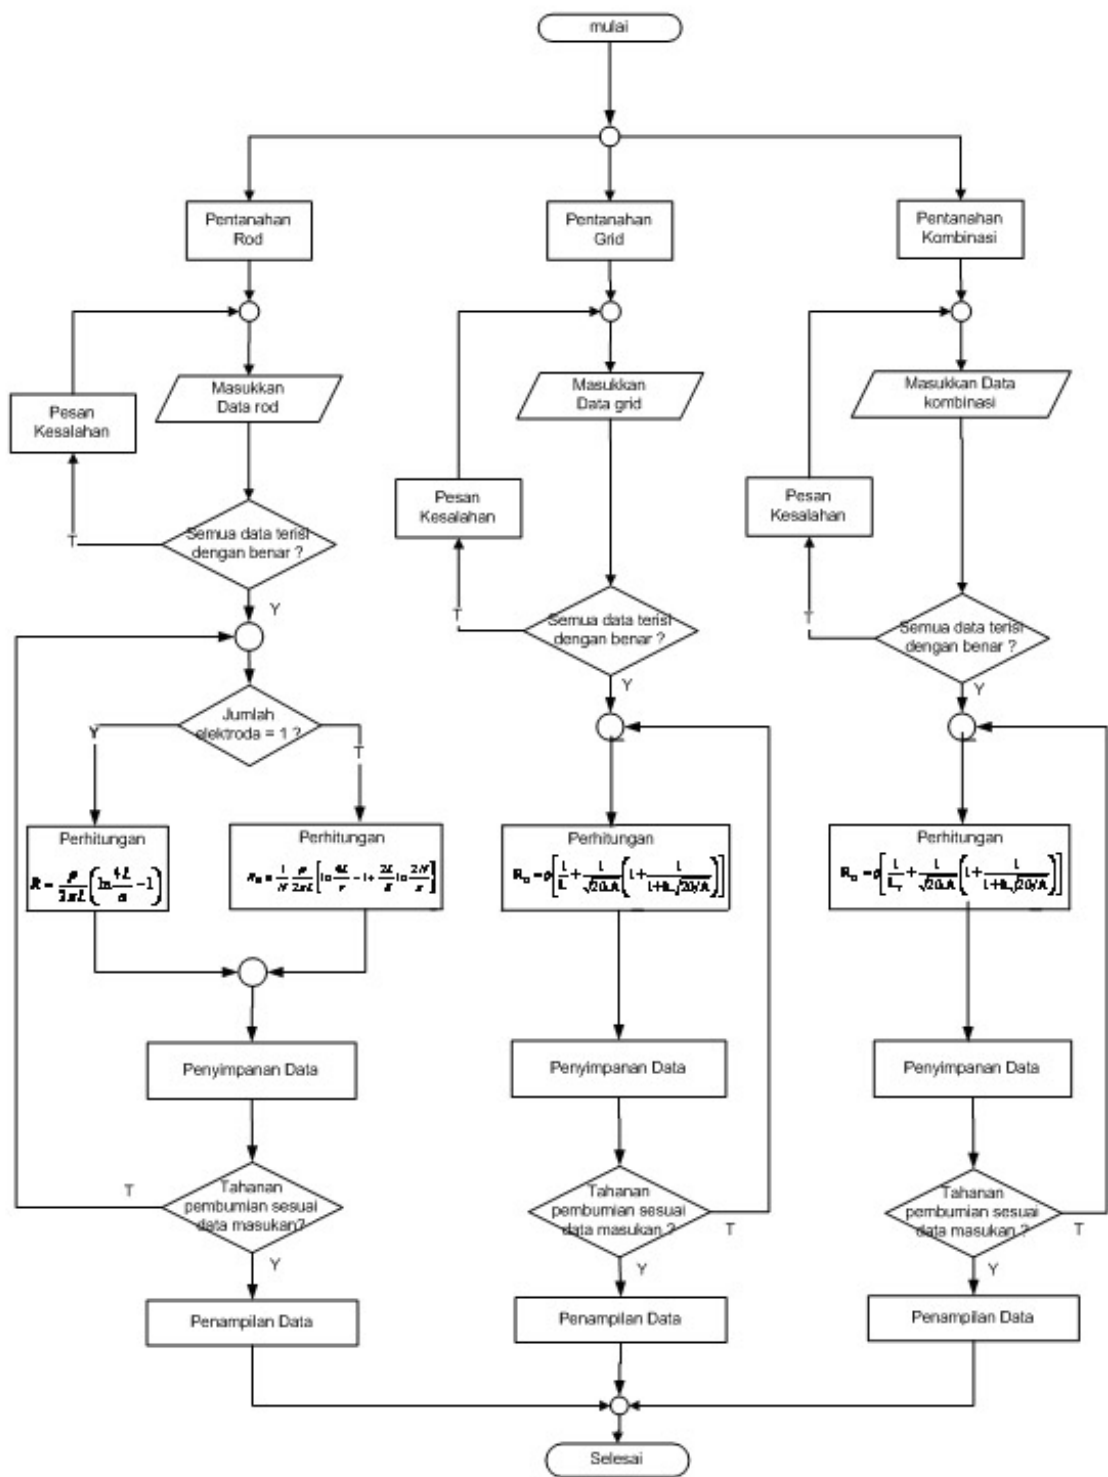 mulai
Pentanahan
Rod
Pentanahan
Grid
Pentanahan
Kombinasi
Masukkan
Data rod
Masukkan
Data grid
Masukkan Data
kombinasi
Pesan
Kesalahan
Pesan
Kesalahan
Pesan
Kesalahan
Semua data terisi
dengan benar ?
T
Y
Semua data terisi
dengan benar ?
T
Y
Semua data terisi
dengan benar ?
T
Y
Jumlah
elektroda = 1 ?
Y
T
Perhitungan
Perhitungan
Perhitungan
Perhitungan
Penyimpanan Data
Penyimpanan Data
Penyimpanan Data
Tahanan
pembumian sesuai
data masukan?
T
Y
Tahanan
pembumian sesuai
data masukan ?
T
Y
Tahanan
pembumian sesuai
data masukan ?
T
Y
Penampilan Data
Penampilan Data
Penampilan Data
Selesai